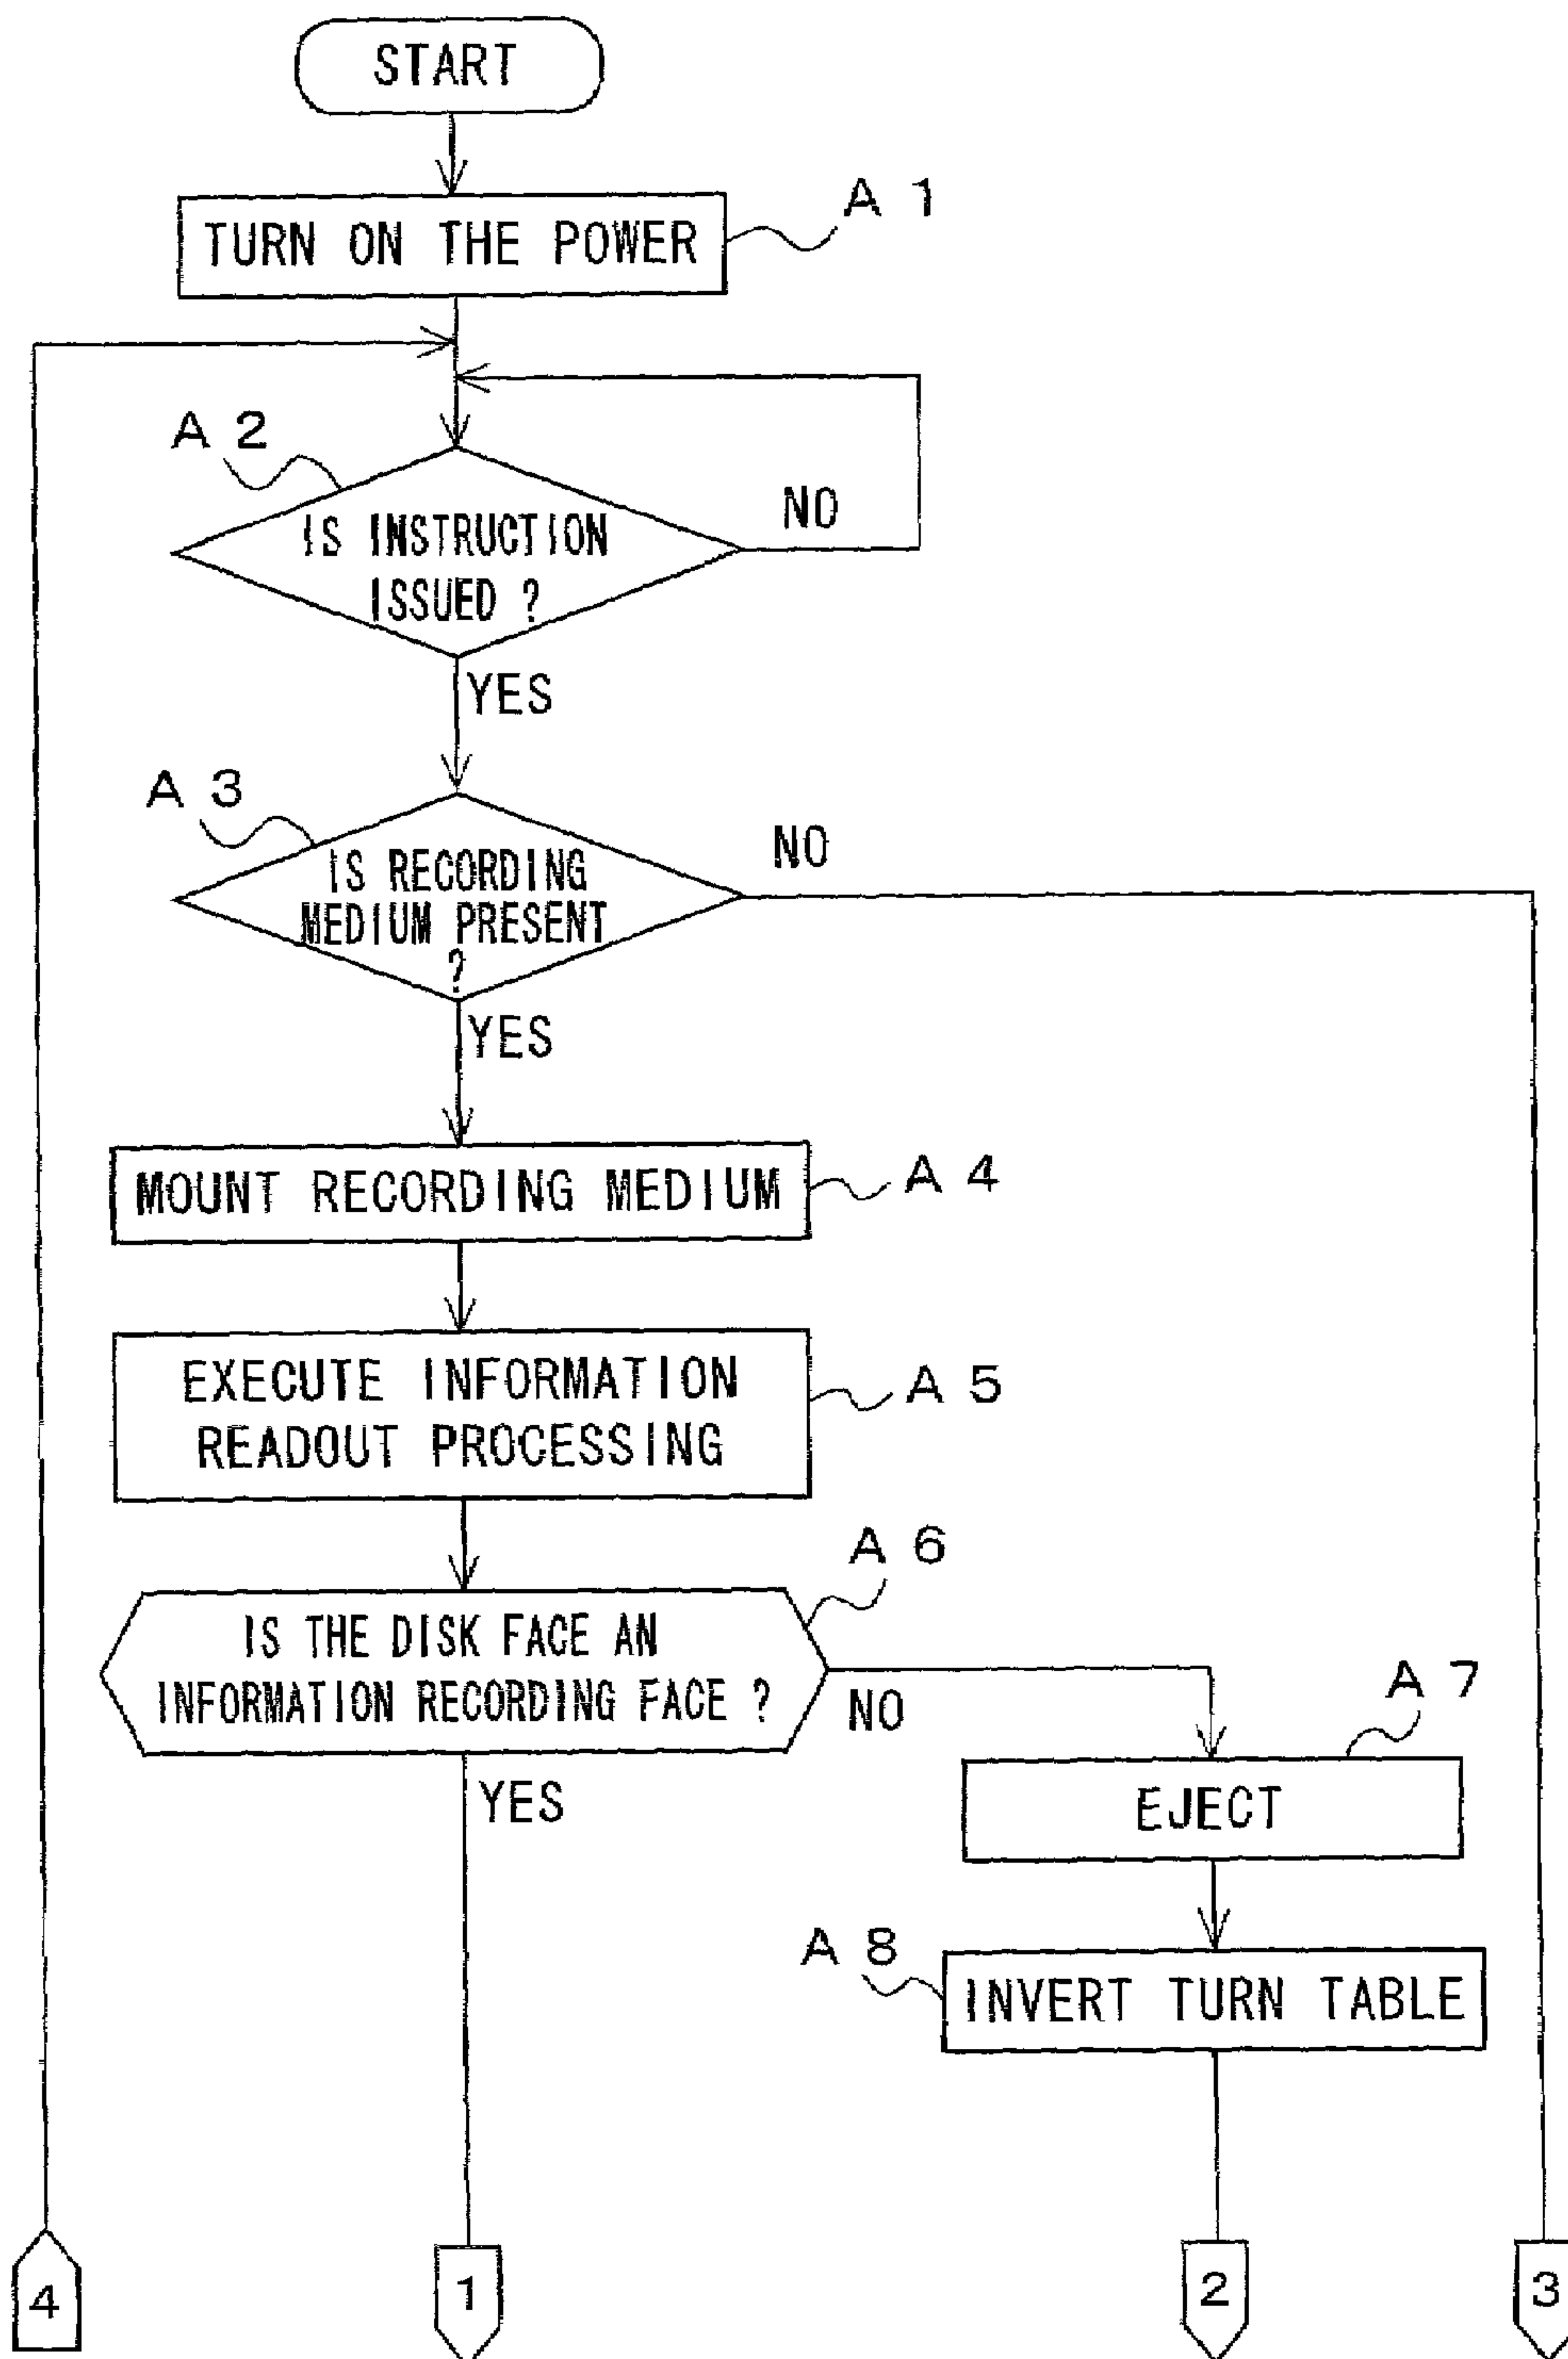 START
TURN ON THE POWER
A 1
A 2
IS INSTRUCTION
ISSUED ?
NO
YES
A 3
IS RECORDING
MEDIUM PRESENT
?
NO
YES
MOUNT RECORDING MEDIUM
A 4
EXECUTE INFORMATION
READOUT PROCESSING
A 5
A 6
IS THE DISK FACE AN
INFORMATION RECORDING FACE ?
NO
YES
A 7
EJECT
A 8
INVERT TURN TABLE
4
1
2
3